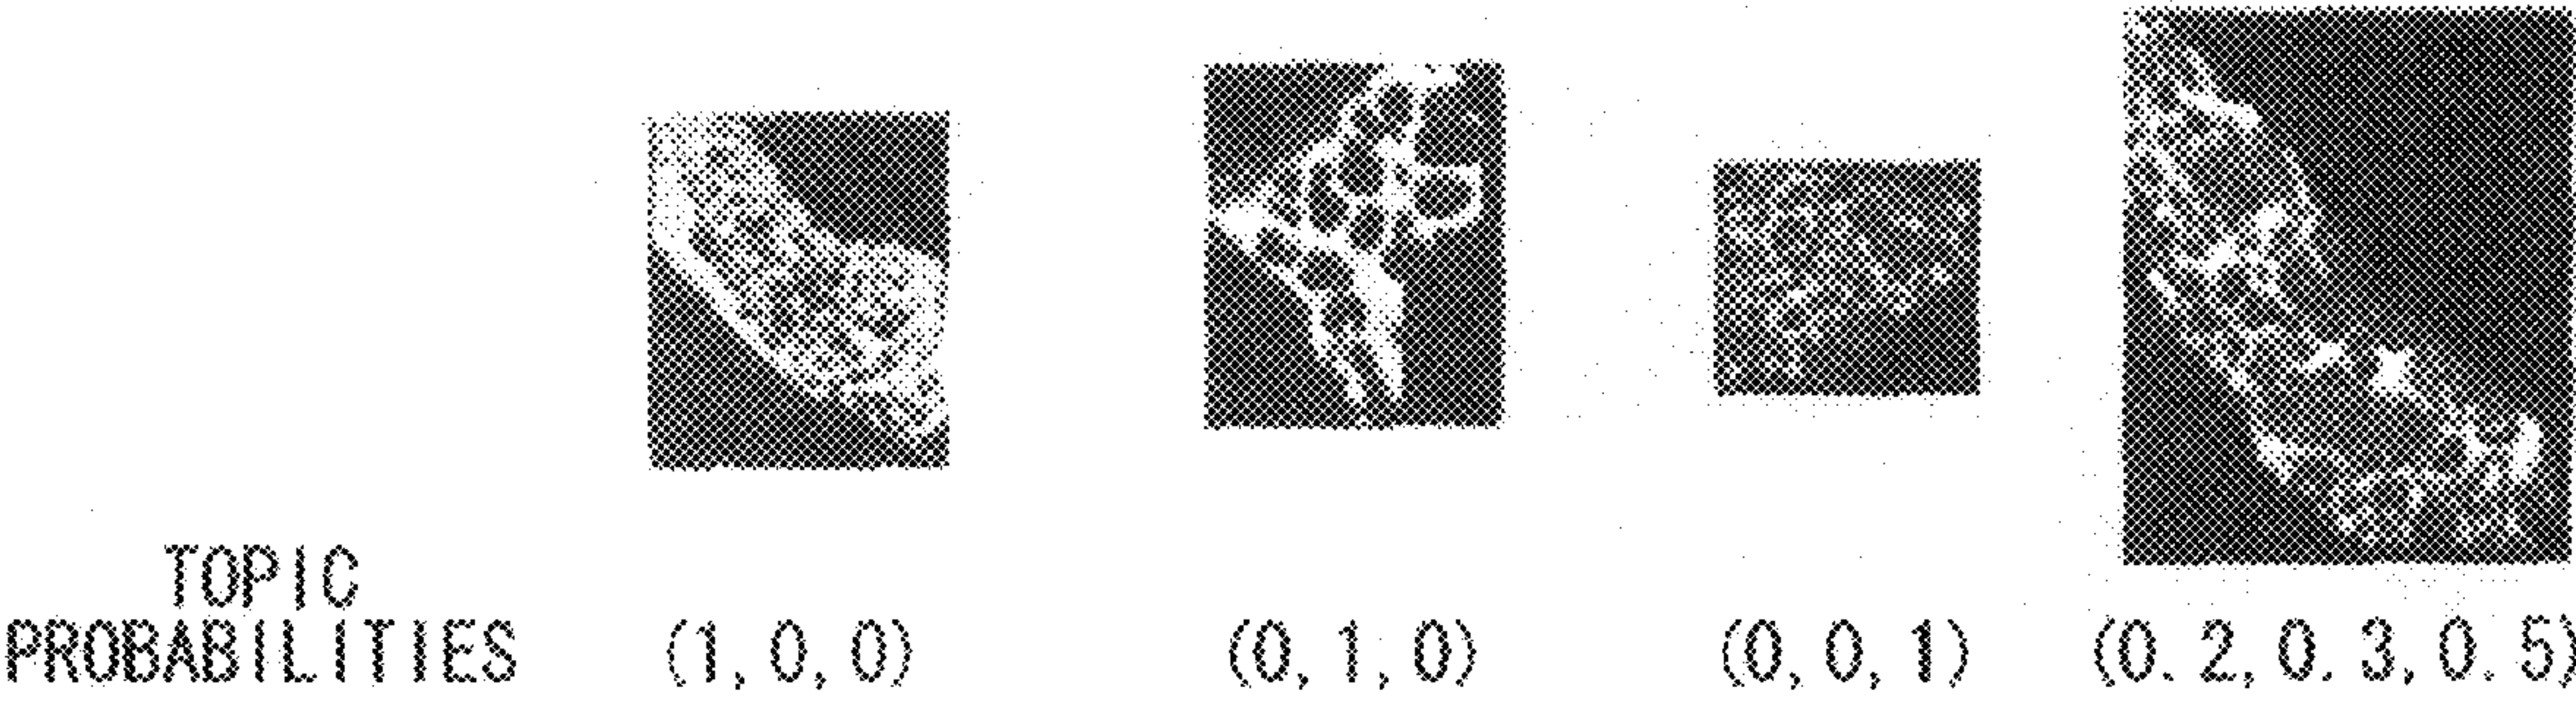 TOPIC
PROBABILITIES (1, 0, 0) (0, 1, 0) (0, 0, 1) (0. 2, 0. 3, 0. 5)